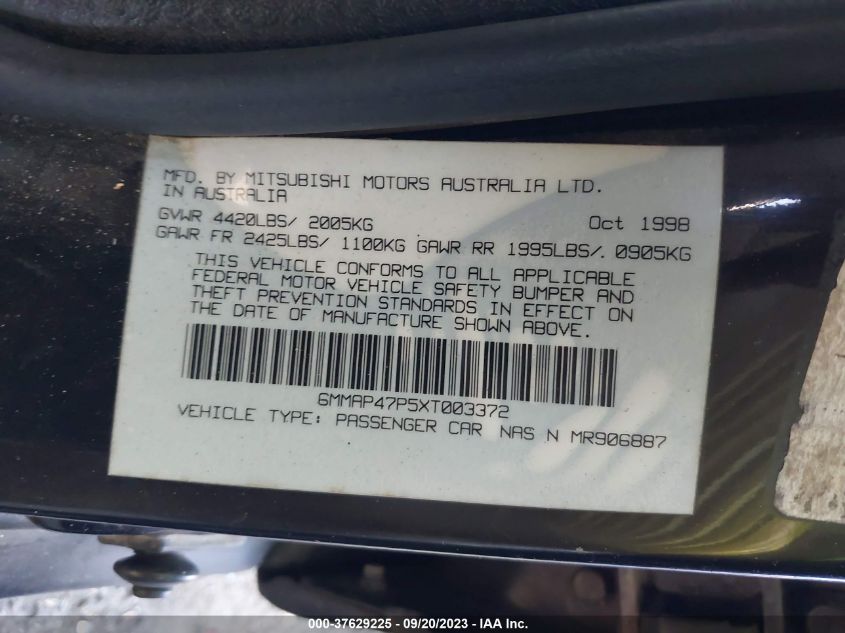 MFD. BY MITSUBISHI MOTORS AUSTRALIA LTD.
IN AUSTRALIA
GVWR 4420LBS/ 2005KG Oct 1998
GAWR FR 2425LBS/ 1100KG GAWR RR 1995LBS/. 0905KG
THIS VEHICLE CONFORMS TO ALL APPLICABLE
FEDERAL MOTOR VEHICLE SAFETY BUMPER AND
THEFT PREVENTION STANDARDS IN EFFECT ON
THE DATE OF MANUFACTURE SHOWN ABOVE.
6MMAP47P5XT003372
VEHICLE TYPE: PASSENGER CAR NAS N MR906887
000-37629225 - 09/20/2023 - IAA Inc.